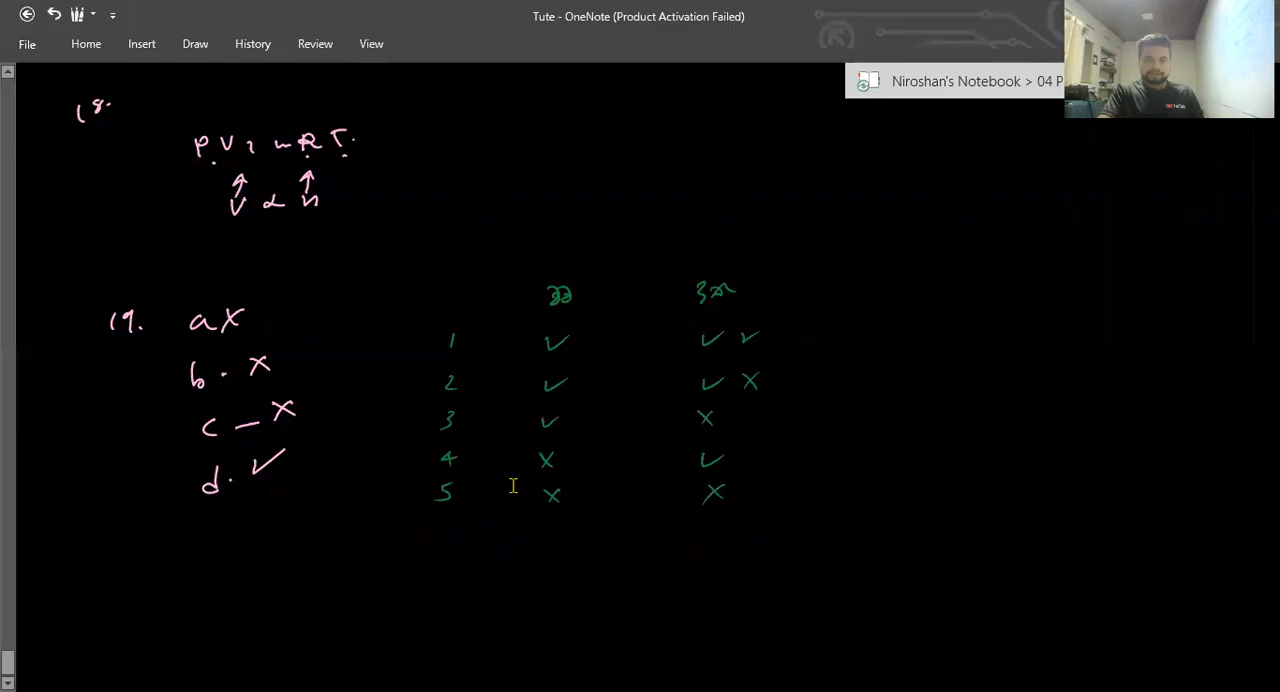 Tute - OneNote (Product Activation Failed)
File Home Insert Draw History Review View
Niroshan's Notebook > 04 P
18.
PV = nRT.
V α n
19. a X
b. X
c – X
d. ✓
1 ✓ ✓ ✓
2 ✓ ✓ X
3 ✓ X
4 X ✓
5 X X